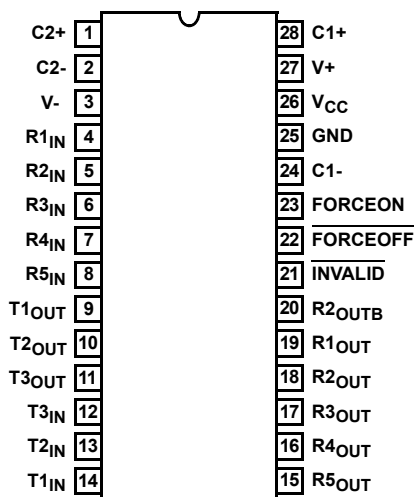 C2+ 1 28 C1+
C2- 2 27 V+
V- 3 26 VCC
R1IN 4 25 GND
R2IN 5 24 C1-
R3IN 6 23 FORCEON
R4IN 7 22 FORCEOFF
R5IN 8 21 INVALID
T1OUT 9 20 R2OUTB
T2OUT 10 19 R1OUT
T3OUT 11 18 R2OUT
T3IN 12 17 R3OUT
T2IN 13 16 R4OUT
T1IN 14 15 R5OUT